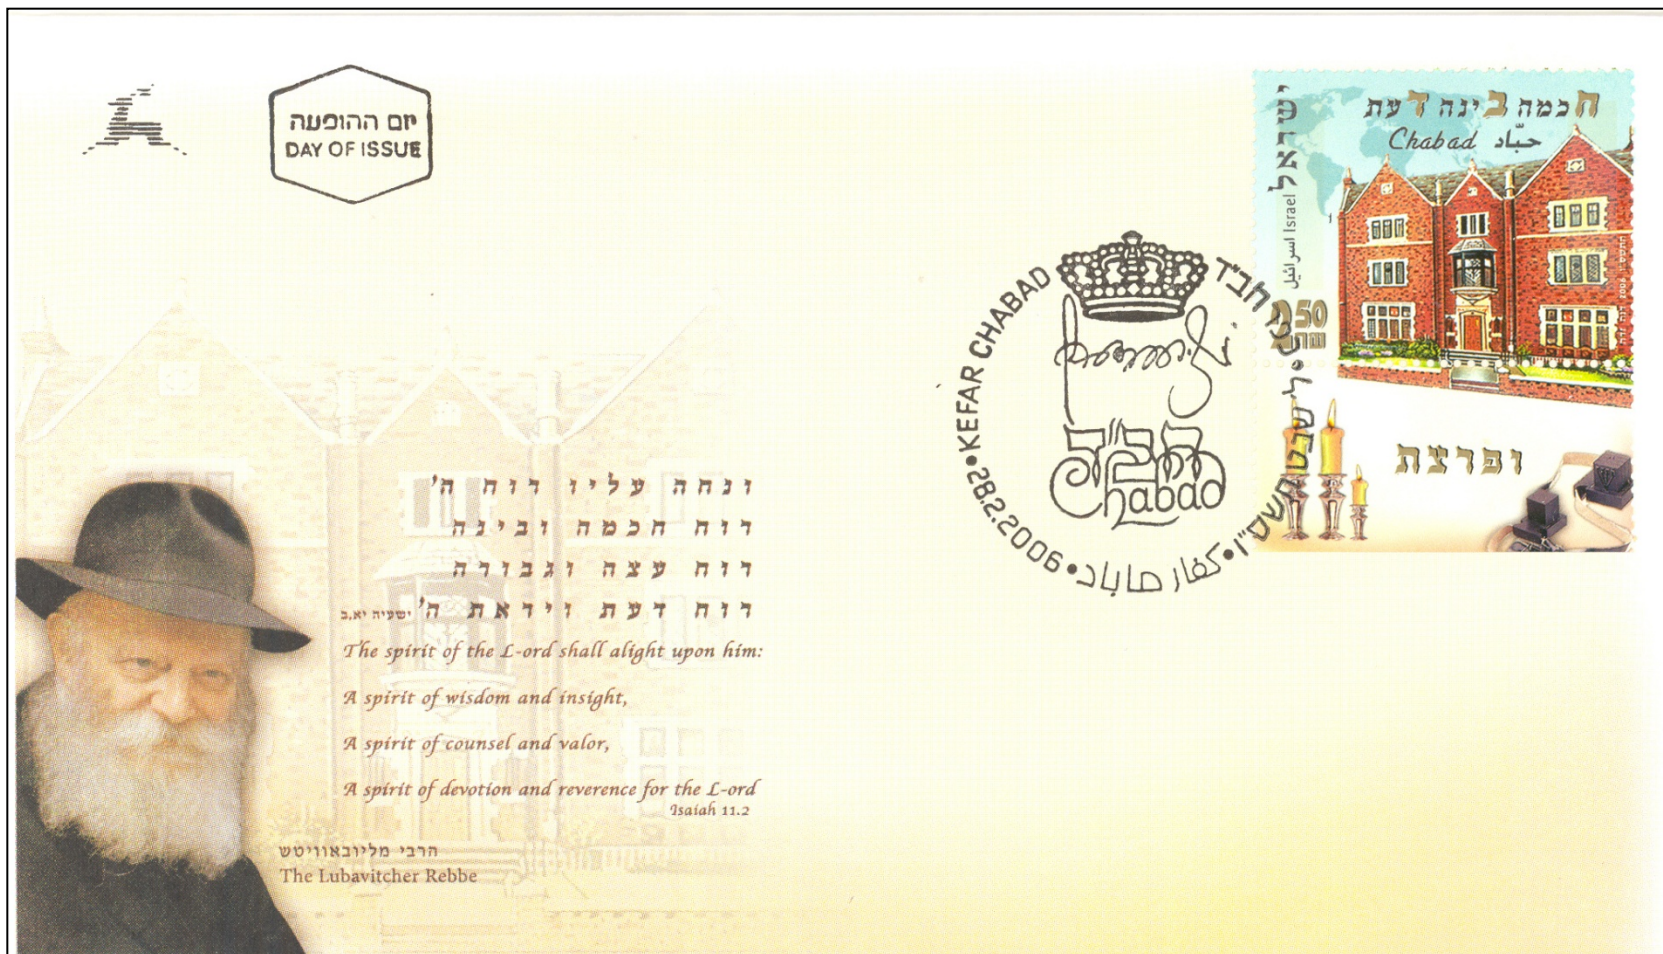 יום ההופעה
DAY OF ISSUE
חכמה בינה דעת
Chabad حبّاد
ישראל
Israel اسرائيل
2.50
ופרצת
KEFAR CHABAD
כפר חב"ד
28.2.2006
חב"ד
Chabad
ונחה עליו רוח ה'
רוח חכמה ובינה
רוח עצה וגבורה
רוח דעת ויראת ה' ישעיה יא,ב
The spirit of the L-ord shall alight upon him:
A spirit of wisdom and insight,
A spirit of counsel and valor,
A spirit of devotion and reverence for the L-ord
Isaiah 11.2
הרבי מליובאוויטש
The Lubavitcher Rebbe